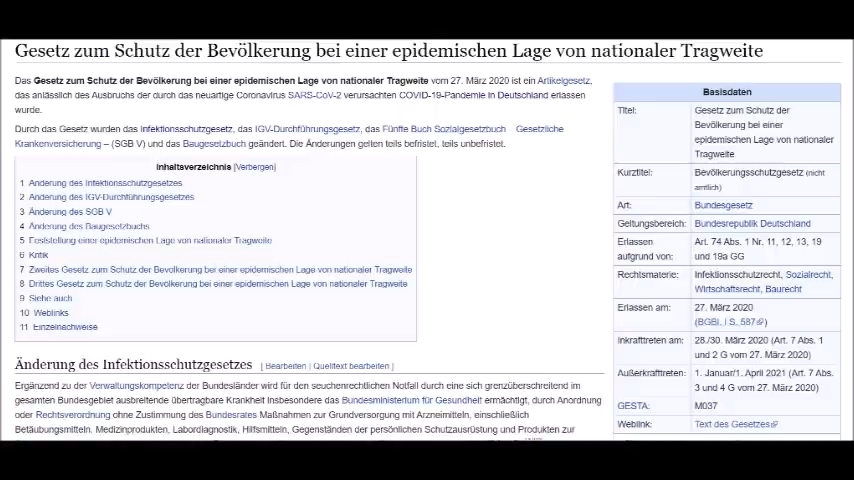 Gesetz zum Schutz der Bevölkerung bei einer epidemischen Lage von nationaler Tragweite
Das Gesetz zum Schutz der Bevölkerung bei einer epidemischen Lage von nationaler Tragweite vom 27. März 2020 ist ein Artikelgesetz,
das anlässlich des Ausbruchs der durch das neuartige Coronavirus SARS-CoV-2 verursachten COVID-19-Pandemie in Deutschland erlassen
wurde.
Durch das Gesetz wurden das Infektionsschutzgesetz, das IGV-Durchführungsgesetz, das Fünfte Buch Sozialgesetzbuch Gesetzliche
Krankenversicherung – (SGB V) und das Baugesetzbuch geändert. Die Änderungen gelten teils befristet, teils unbefristet.
Inhaltsverzeichnis [Verbergen]
1 Änderung des Infektionsschutzgesetzes
2 Änderung des IGV-Durchführungsgesetzes
3 Änderung des SGB V
4 Änderung des Baugesetzbuchs
5 Feststellung einer epidemischen Lage von nationaler Tragweite
6 Kritik
7 Zweites Gesetz zum Schutz der Bevölkerung bei einer epidemischen Lage von nationaler Tragweite
8 Drittes Gesetz zum Schutz der Bevölkerung bei einer epidemischen Lage von nationaler Tragweite
9 Siehe auch
10 Weblinks
11 Einzelnachweise
Änderung des Infektionsschutzgesetzes [ Bearbeiten | Quelltext bearbeiten ]
Ergänzend zu der Verwaltungskompetenz der Bundesländer wird für den seuchenrechtlichen Notfall durch eine sich grenzüberschreitend im
gesamten Bundesgebiet ausbreitende übertragbare Krankheit insbesondere das Bundesministerium für Gesundheit ermächtigt, durch Anordnung
oder Rechtsverordnung ohne Zustimmung des Bundesrates Maßnahmen zur Grundversorgung mit Arzneimitteln, einschließlich
Betäubungsmitteln, Medizinprodukten, Labordiagnostik, Hilfsmitteln, Gegenständen der persönlichen Schutzausrüstung und Produkten zur
Basisdaten
Titel: Gesetz zum Schutz der
Bevölkerung bei einer
epidemischen Lage von nationaler
Tragweite
Kurztitel: Bevölkerungsschutzgesetz (nicht
amtlich)
Art: Bundesgesetz
Geltungsbereich: Bundesrepublik Deutschland
Erlassen Art. 74 Abs. 1 Nr. 11, 12, 13, 19
aufgrund von: und 19a GG
Rechtsmaterie: Infektionsschutzrecht, Sozialrecht,
Wirtschaftsrecht, Baurecht
Erlassen am: 27. März 2020
(BGBl. I S. 587)
Inkrafttreten am: 28./30. März 2020 (Art. 7 Abs. 1
und 2 G vom 27. März 2020)
Außerkrafttreten: 1. Januar/1. April 2021 (Art. 7 Abs.
3 und 4 G vom 27. März 2020)
GESTA: M037
Weblink: Text des Gesetzes